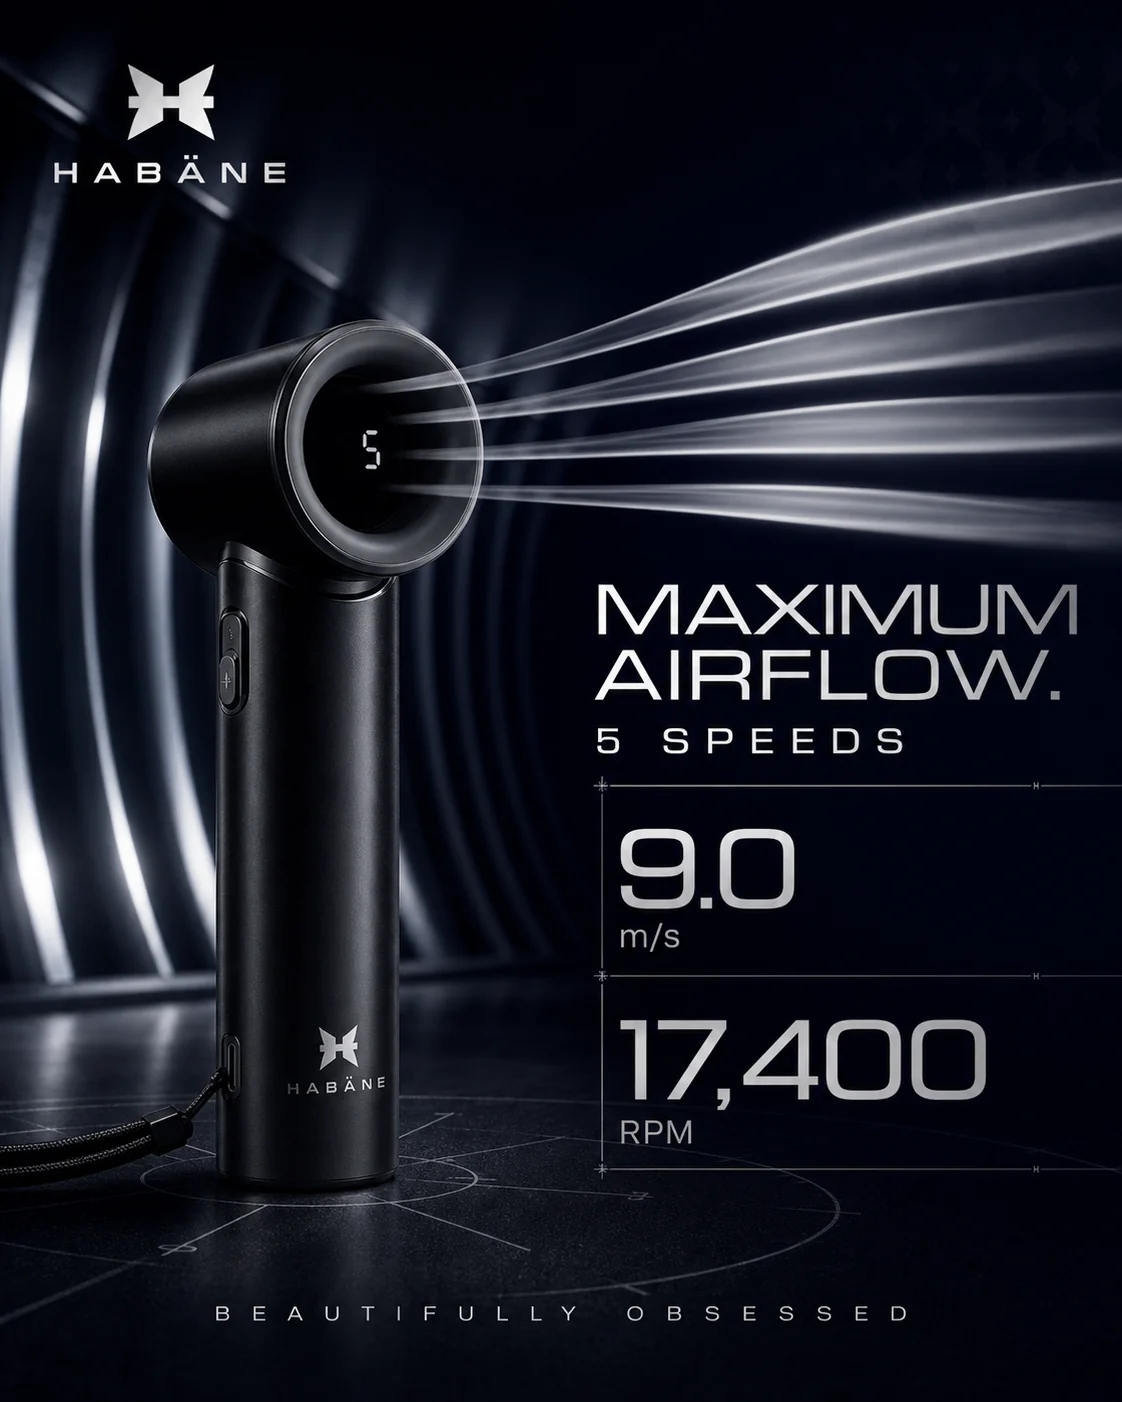 HABÄNE
5
MAXIMUM
AIRFLOW.
5 SPEEDS
9.0
m/s
17,400
RPM
HABÄNE
BEAUTIFULLY OBSESSED